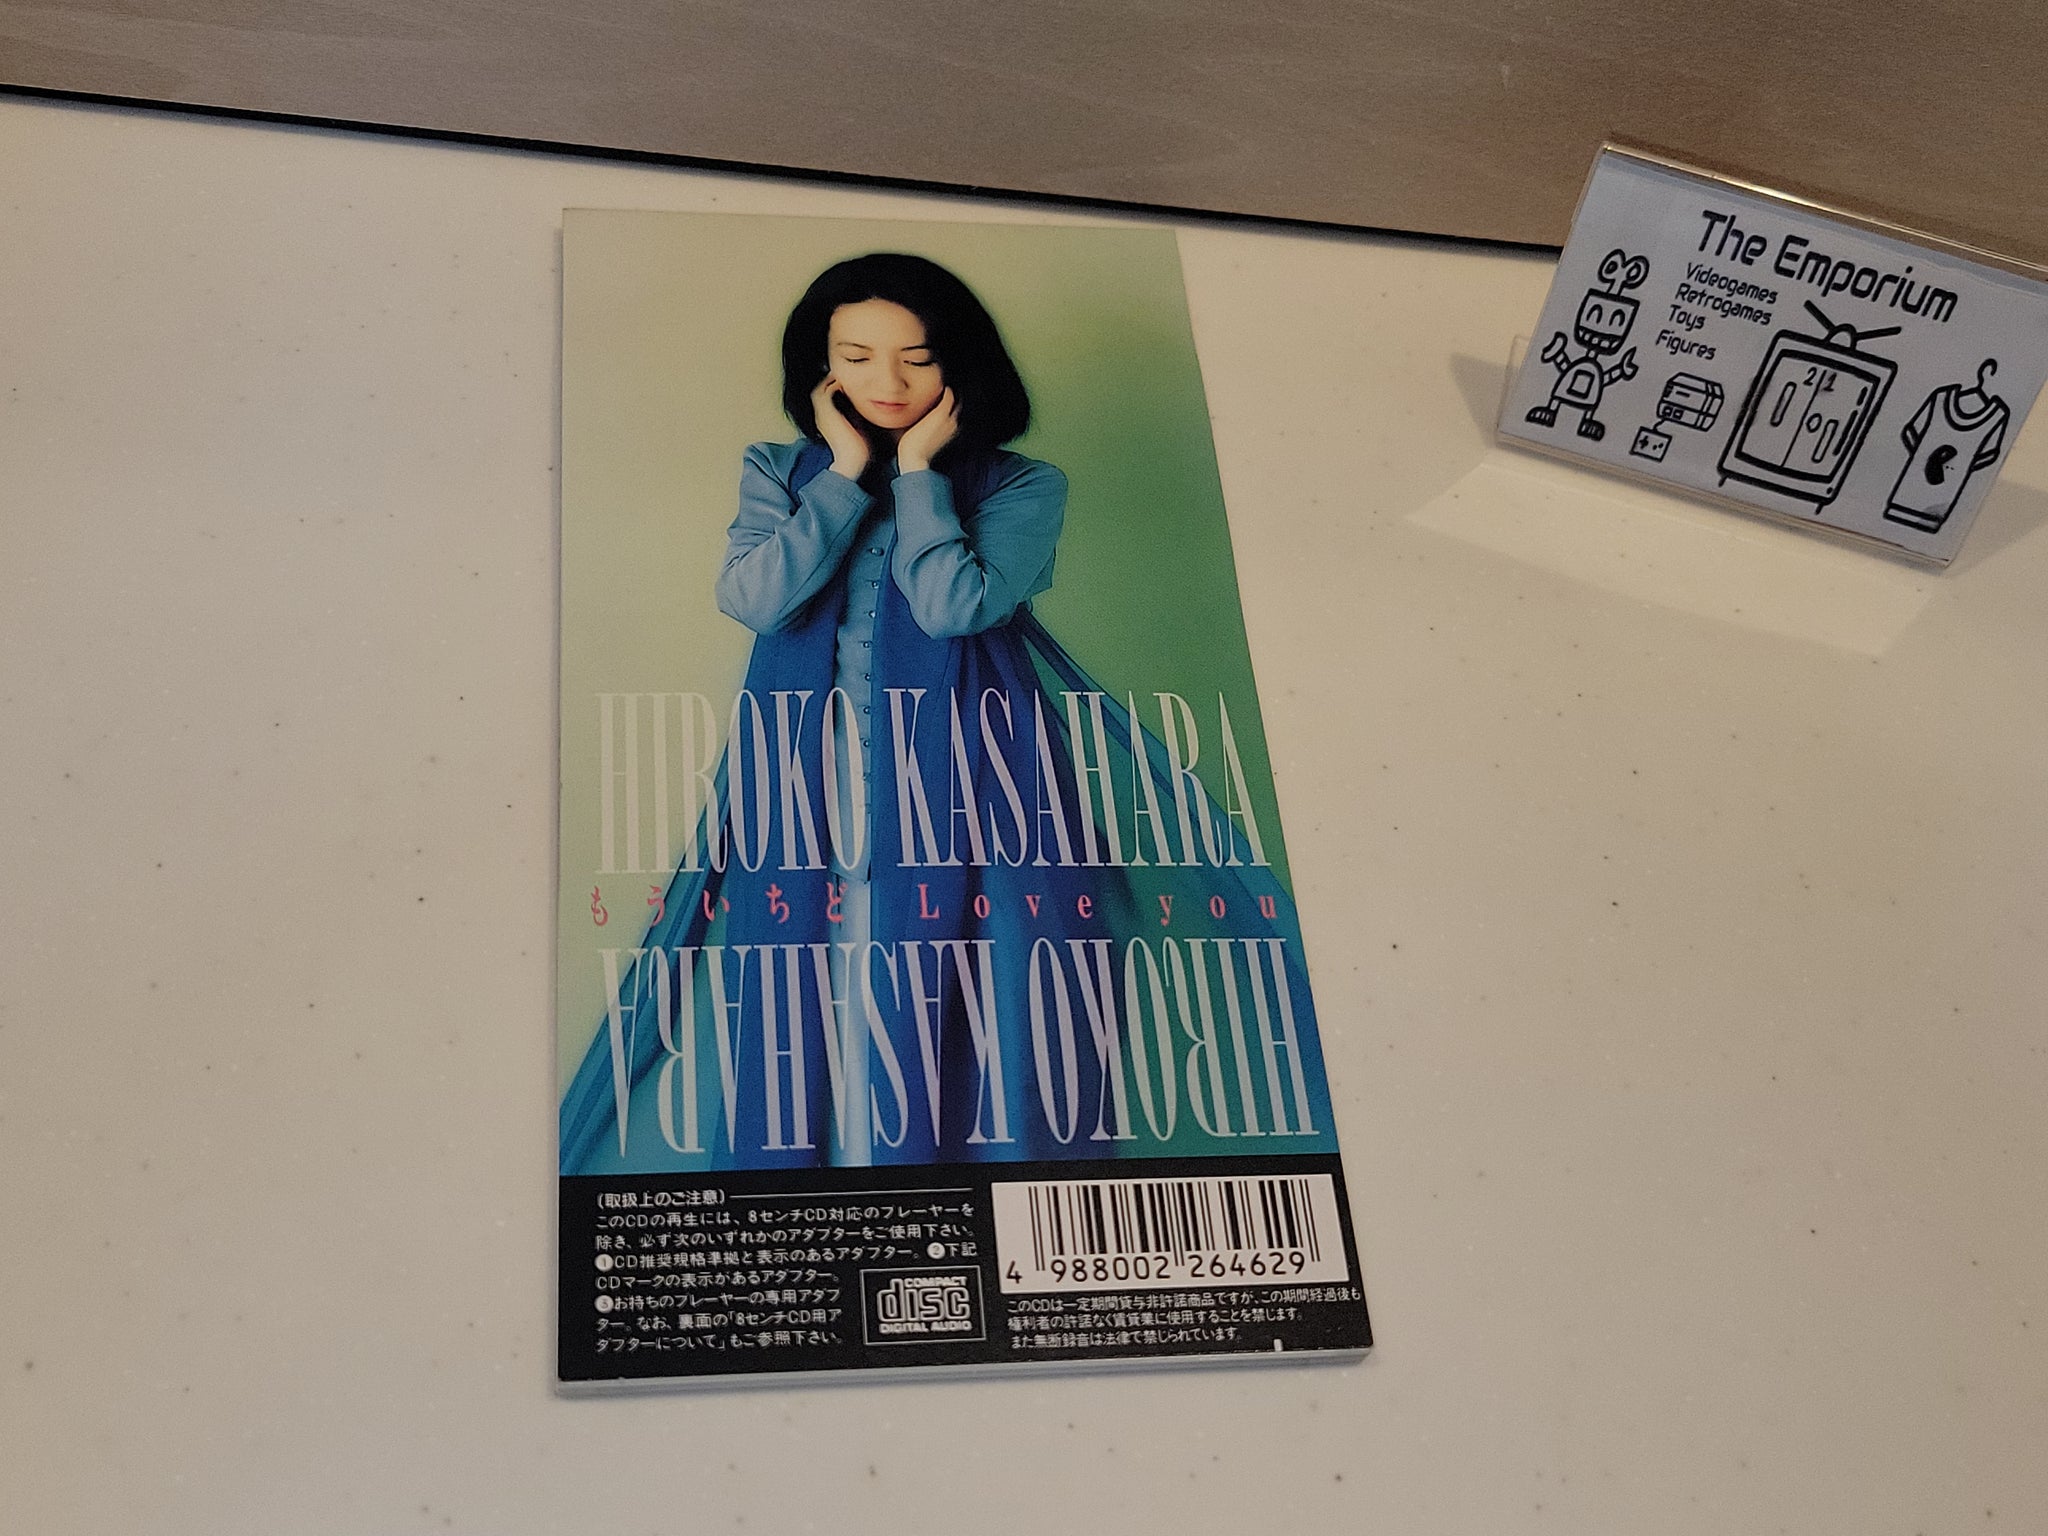 The Emporium
Videogames
Retrogames
Toys
Figures
21
HIROKO KASAHARA
もういちど Love you
HIROKO KASAHARA
(取扱上のご注意)
このCDの再生には、8センチCD対応のプレーヤーを
除き、必ず次のいずれかのアダプターをご使用下さい。
❶CD推奨規格準拠と表示のあるアダプター。❷下記
CDマークの表示があるアダプター。
❸お持ちのプレーヤーの専用アダプ
ター。なお、裏面の「8センチCD用ア
ダプターについて」もご参照下さい。
COMPACT
disc
DIGITAL AUDIO
4 988002 264629
このCDは一定期間貸与非許諾商品ですが、この期間経過後も
権利者の許諾なく賃貸業に使用することを禁じます。
また無断録音は法律で禁じられています。